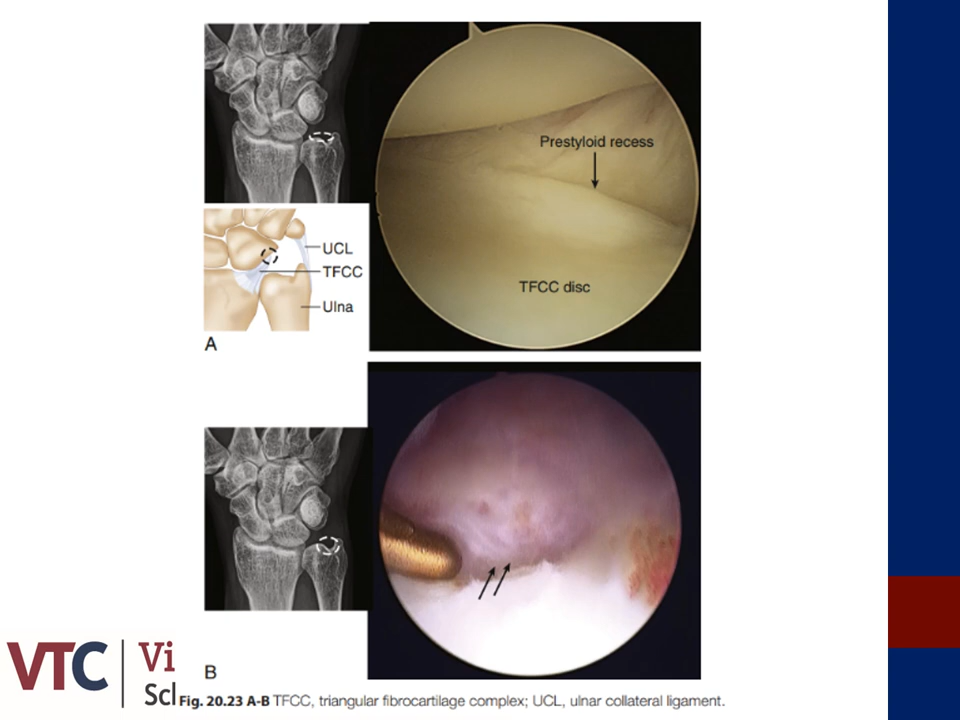 Prestyloid recess
TFCC disc
UCL
TFCC
Ulna
A
B
VTC
Vi
Scl
Fig. 20.23 A-B TFCC, triangular fibrocartilage complex; UCL, ulnar collateral ligament.